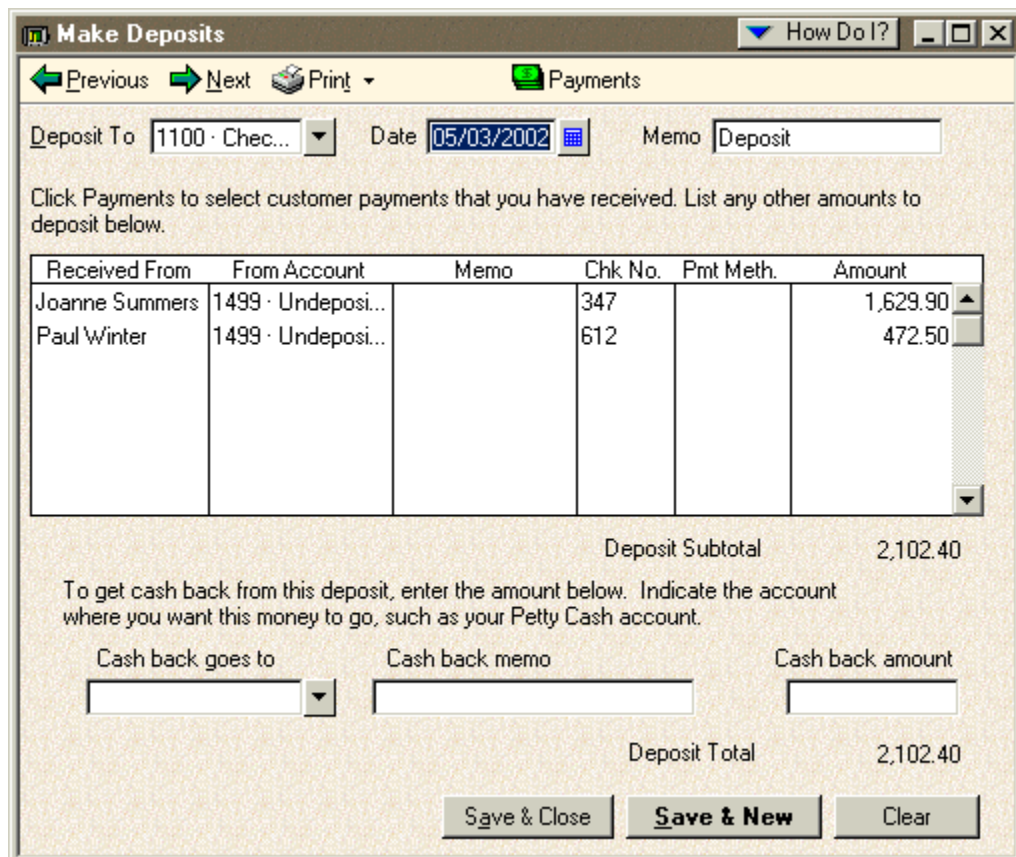 Make Deposits How Do I?
Previous Next Print Payments
Deposit To 1100 · Chec... Date 05/03/2002 Memo Deposit
Click Payments to select customer payments that you have received. List any other amounts to
deposit below.
Received From From Account Memo Chk No. Pmt Meth. Amount
Joanne Summers 1499 · Undeposi... 347 1,629.90
Paul Winter 1499 · Undeposi... 612 472.50
Deposit Subtotal 2,102.40
To get cash back from this deposit, enter the amount below. Indicate the account
where you want this money to go, such as your Petty Cash account.
Cash back goes to Cash back memo Cash back amount
Deposit Total 2,102.40
Save & Close Save & New Clear